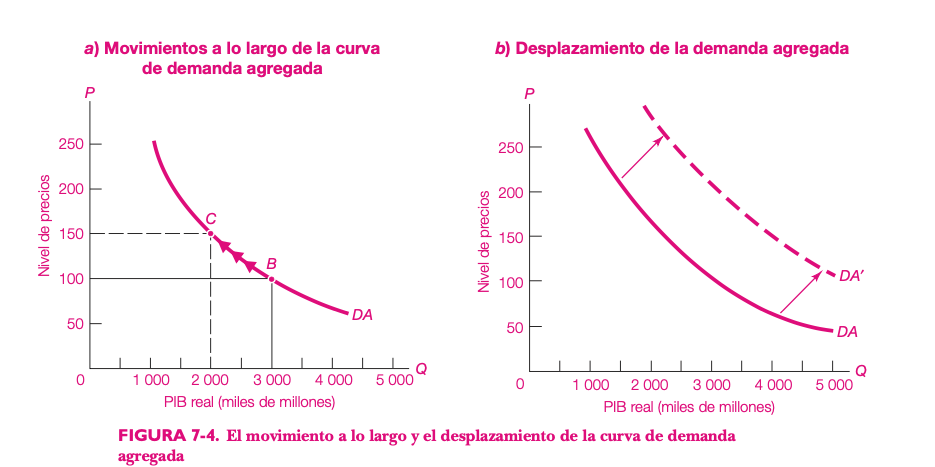 a) Movimientos a lo largo de la curva
de demanda agregada
P
250
200
150
100
50
0
Nivel de precios
C
B
DA
1 000 2 000 3 000 4 000 5 000 Q
PIB real (miles de millones)
b) Desplazamiento de la demanda agregada
P
250
200
150
100
50
0
Nivel de precios
DA′
DA
1 000 2 000 3 000 4 000 5 000 Q
PIB real (miles de millones)
FIGURA 7-4. El movimiento a lo largo y el desplazamiento de la curva de demanda
agregada